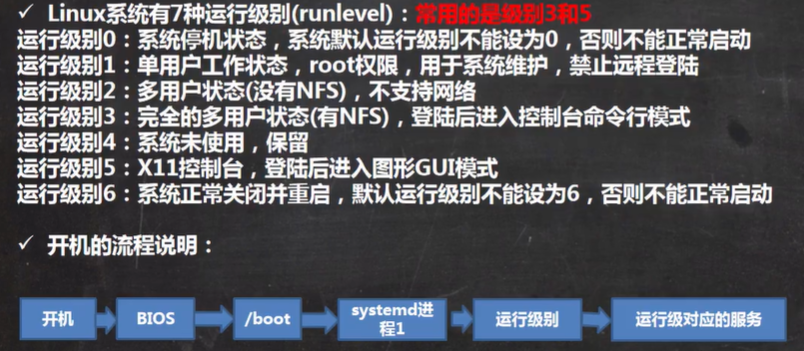 ✓ Linux系统有7种运行级别(runlevel)：常用的是级别3和5
运行级别0：系统停机状态，系统默认运行级别不能设为0，否则不能正常启动
运行级别1：单用户工作状态，root权限，用于系统维护，禁止远程登陆
运行级别2：多用户状态(没有NFS)，不支持网络
运行级别3：完全的多用户状态(有NFS)，登陆后进入控制台命令行模式
运行级别4：系统未使用，保留
运行级别5：X11控制台，登陆后进入图形GUI模式
运行级别6：系统正常关闭并重启，默认运行级别不能设为6，否则不能正常启动
✓ 开机的流程说明：
开机
BIOS
/boot
systemd进
程1
运行级别
运行级对应的服务